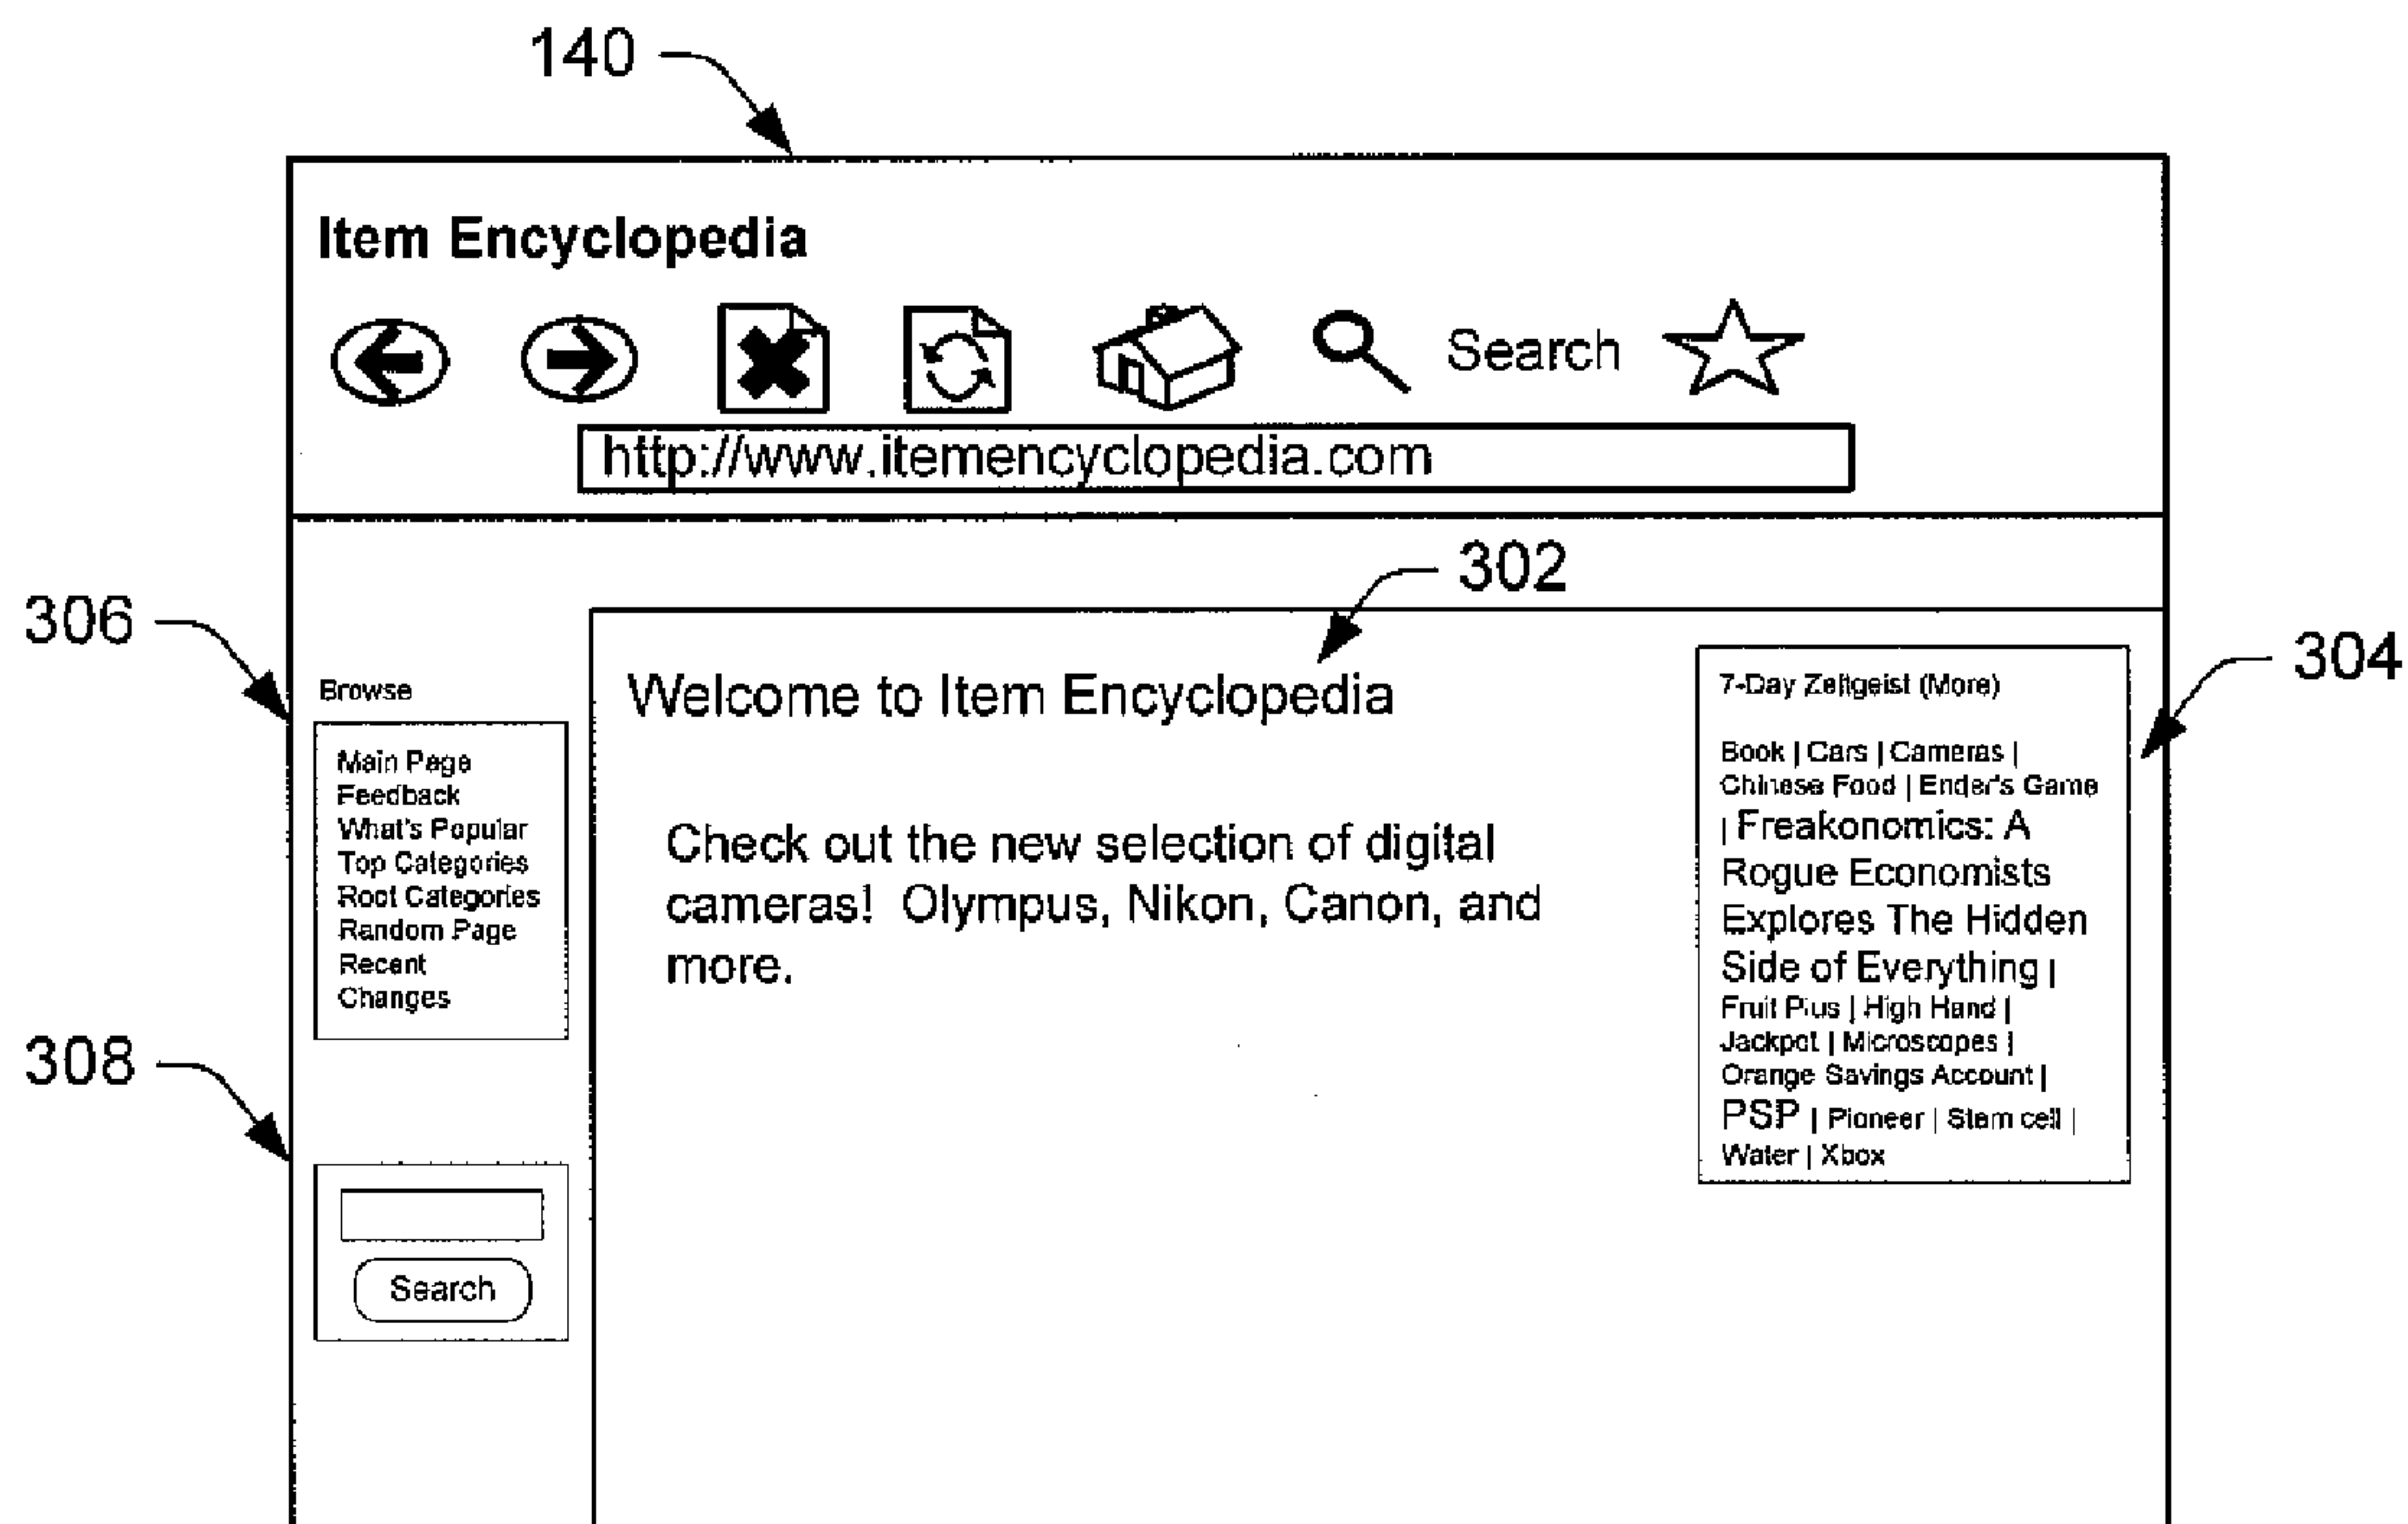 140
Item Encyclopedia
Search
http://www.itemencyclopedia.com
302
306
304
Browse
Main Page
Feedback
What's Popular
Top Categories
Root Categories
Random Page
Recent
Changes
308
Search
Welcome to Item Encyclopedia
Check out the new selection of digital
cameras! Olympus, Nikon, Canon, and
more.
7-Day Zeitgeist (More)
Book | Cars | Cameras |
Chinese Food | Ender's Game
| Freakonomics: A
Rogue Economists
Explores The Hidden
Side of Everything |
Fruit Plus | High Hand |
Jackpot | Microscopes |
Orange Savings Account |
PSP | Pioneer | Stem cell |
Water | Xbox